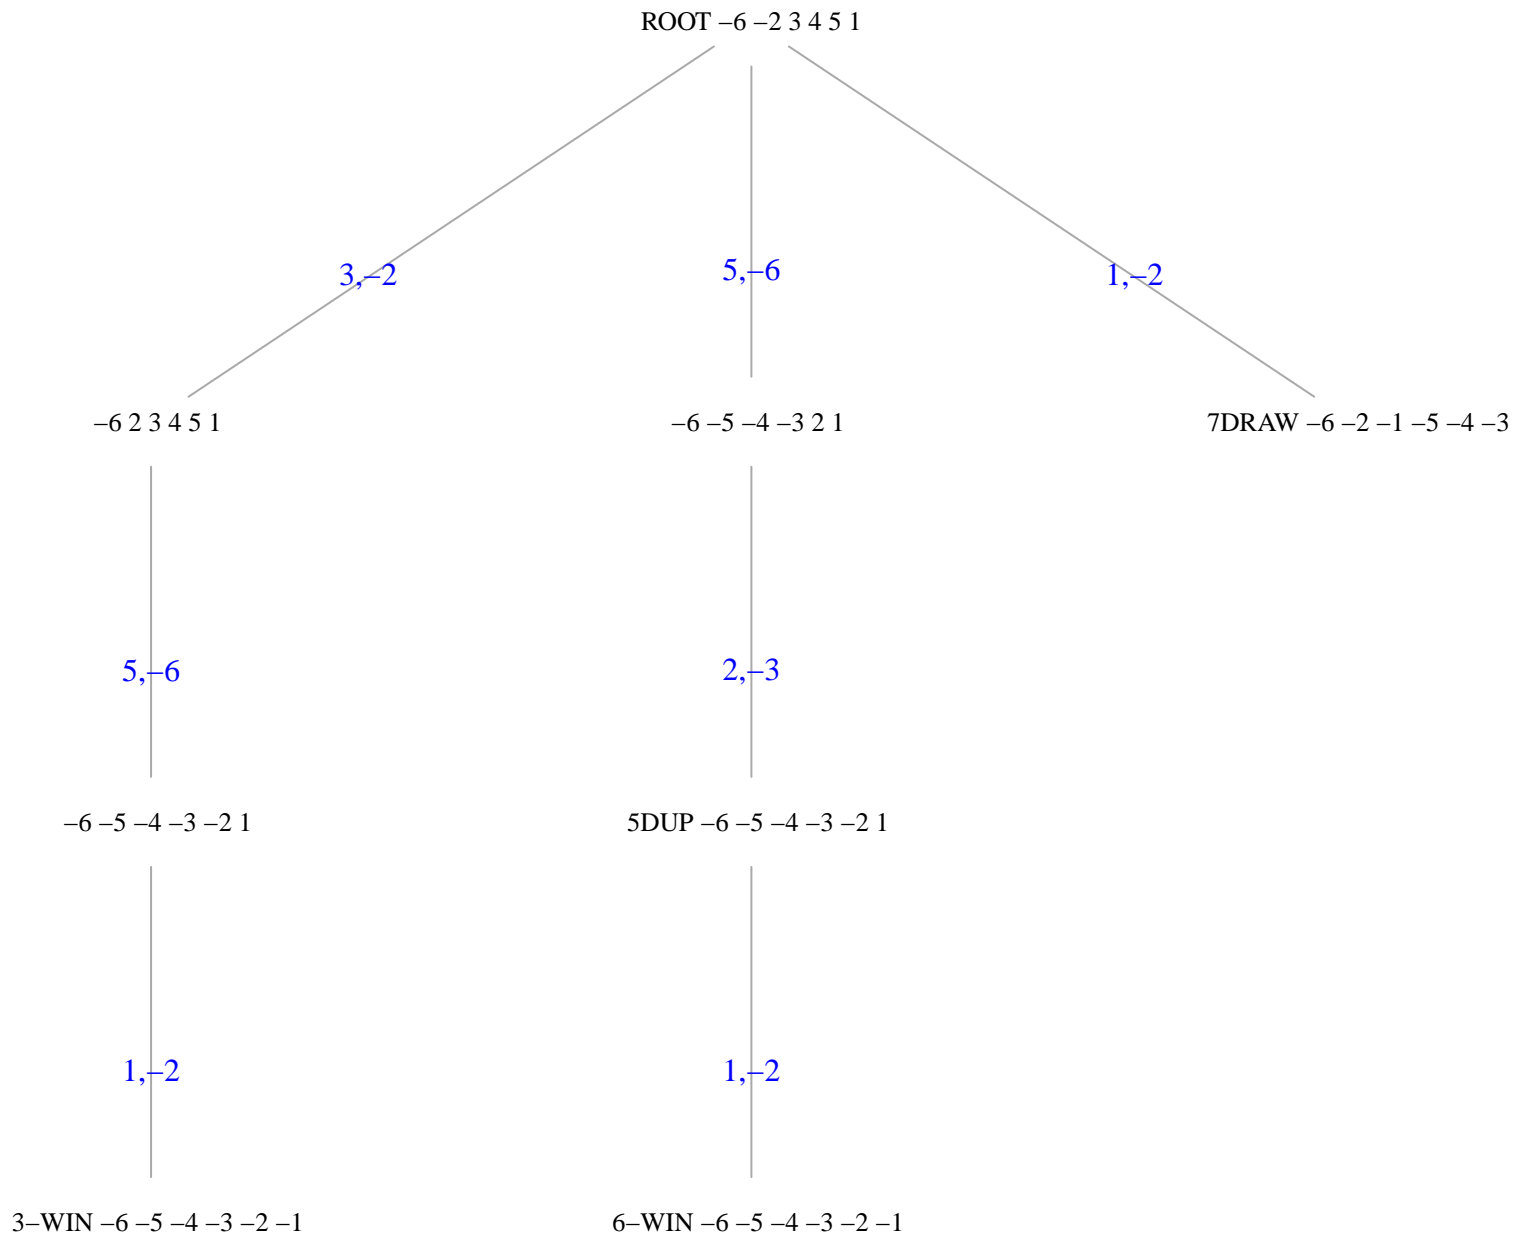 ROOT –6 –2 3 4 5 1
3,–2
5,–6
1,–2
–6 2 3 4 5 1
–6 –5 –4 –3 2 1
7DRAW –6 –2 –1 –5 –4 –3
5,–6
2,–3
–6 –5 –4 –3 –2 1
5DUP –6 –5 –4 –3 –2 1
1,–2
1,–2
3–WIN –6 –5 –4 –3 –2 –1
6–WIN –6 –5 –4 –3 –2 –1